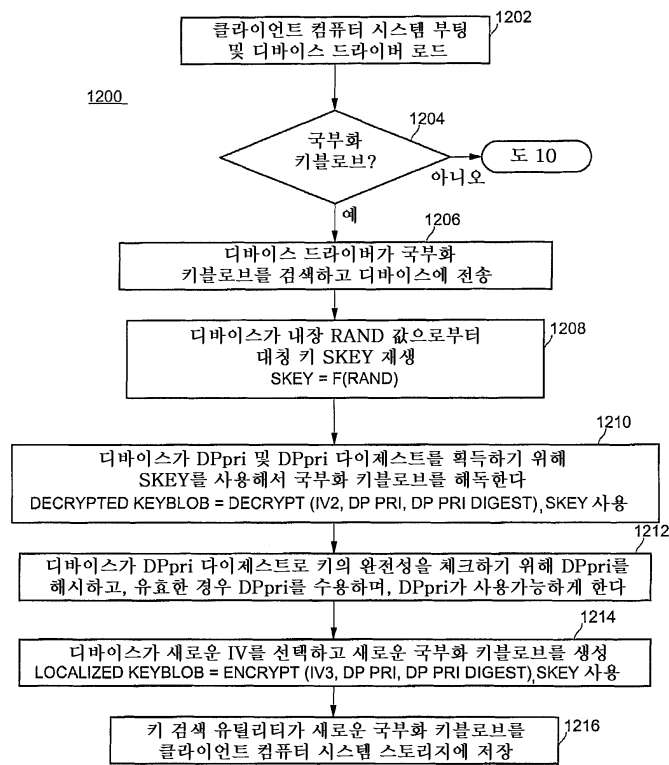 클라이언트 컴퓨터 시스템 부팅
및 디바이스 드라이버 로드
1202
1200
1204
국부화
키블로브?
도 10
아니오
예
1206
디바이스 드라이버가 국부화
키블로브를 검색하고 디바이스에 전송
1208
디바이스가 내장 RAND 값으로부터
대칭 키 SKEY 재생
SKEY = F(RAND)
1210
디바이스가 DPpri 및 DPpri 다이제스트를 획득하기 위해
SKEY를 사용해서 국부화 키블로브를 해독한다
DECRYPTED KEYBLOB = DECRYPT (IV2, DP PRI, DP PRI DIGEST), SKEY 사용
1212
디바이스가 DPpri 다이제스트로 키의 완전성을 체크하기 위해 DPpri를
해시하고, 유효한 경우 DPpri를 수용하며, DPpri가 사용가능하게 한다
1214
디바이스가 새로운 IV를 선택하고 새로운 국부화 키블로브를 생성
LOCALIZED KEYBLOB = ENCRYPT (IV3, DP PRI, DP PRI DIGEST), SKEY 사용
키 검색 유틸리티가 새로운 국부화 키블로브를
클라이언트 컴퓨터 시스템 스토리지에 저장
1216